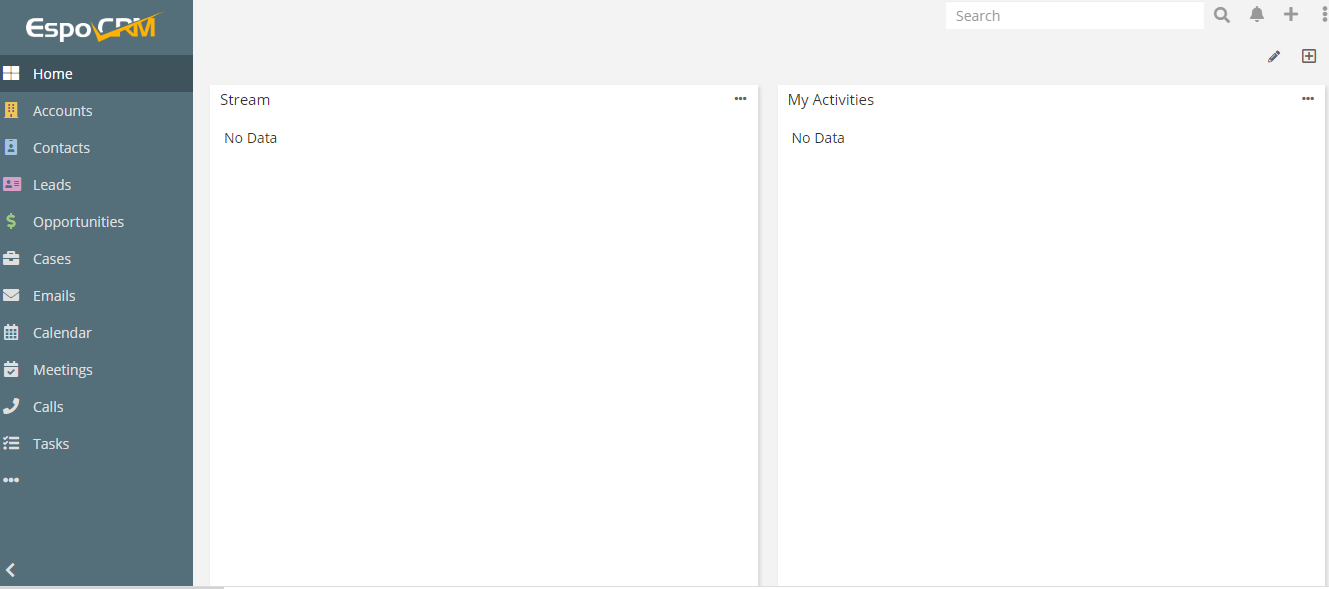 EspoCRM
Search
Home
Accounts
Contacts
Leads
Opportunities
Cases
Emails
Calendar
Meetings
Calls
Tasks
Stream
No Data
My Activities
No Data